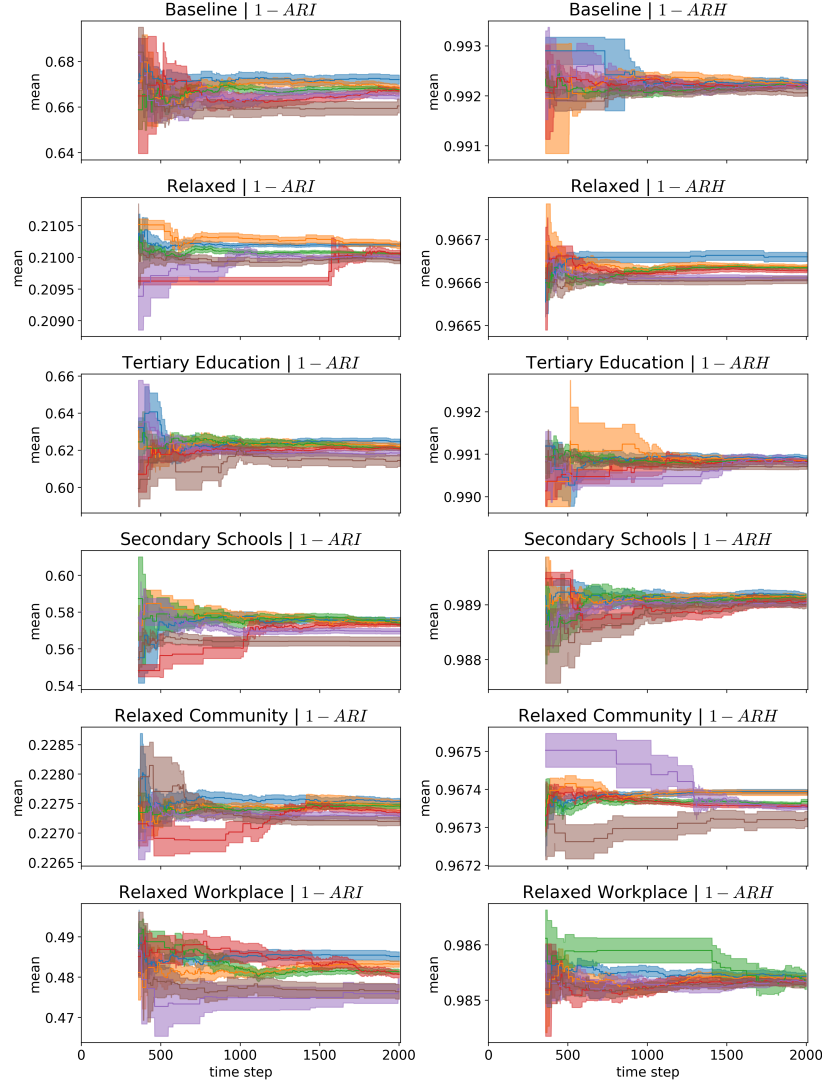 Baseline | 1 − ARI
mean
0.68
0.66
0.64
Baseline | 1 − ARH
mean
0.993
0.992
0.991
Relaxed | 1 − ARI
mean
0.2105
0.2100
0.2095
0.2090
Relaxed | 1 − ARH
mean
0.9667
0.9666
0.9665
Tertiary Education | 1 − ARI
mean
0.66
0.64
0.62
0.60
Tertiary Education | 1 − ARH
mean
0.992
0.991
0.990
Secondary Schools | 1 − ARI
mean
0.60
0.58
0.56
0.54
Secondary Schools | 1 − ARH
mean
0.989
0.988
Relaxed Community | 1 − ARI
mean
0.2285
0.2280
0.2275
0.2270
0.2265
Relaxed Community | 1 − ARH
mean
0.9675
0.9674
0.9673
0.9672
Relaxed Workplace | 1 − ARI
mean
0.49
0.48
0.47
0 500 1000 1500 2000
time step
Relaxed Workplace | 1 − ARH
mean
0.986
0.985
0 500 1000 1500 2000
time step